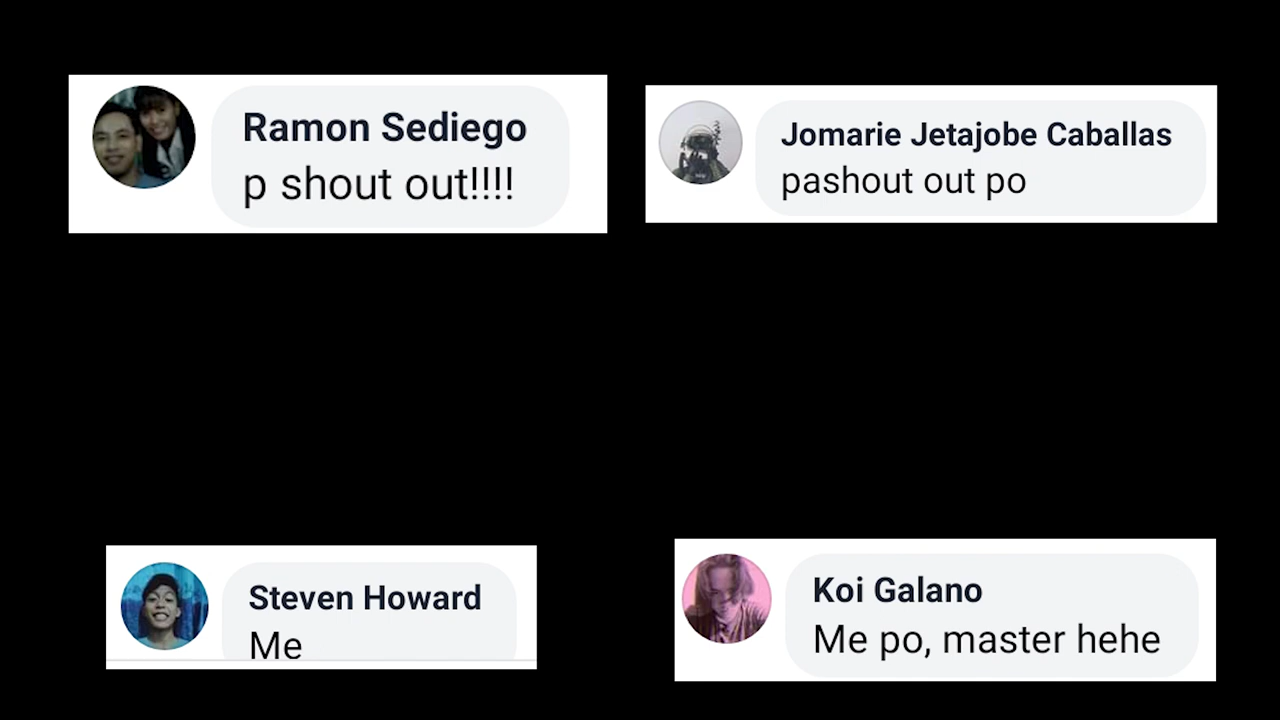 Ramon Sediego
p shout out!!!!
Jomarie Jetajobe Caballas
pashout out po
Steven Howard
Me
Koi Galano
Me po, master hehe